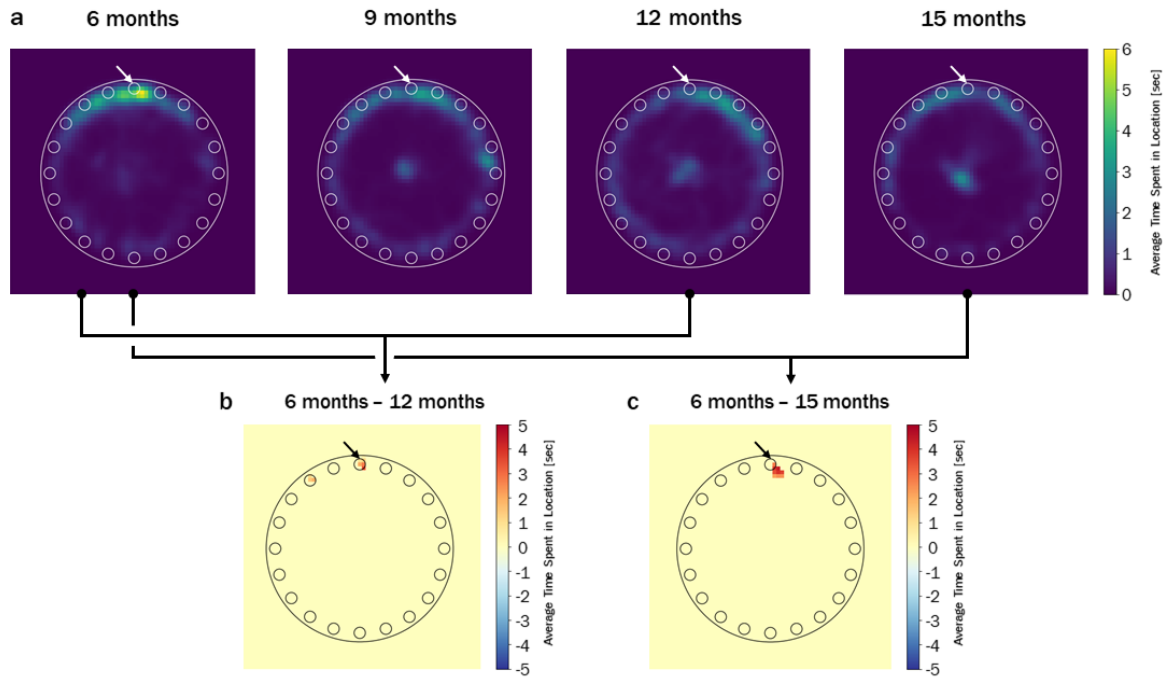 a
6 months
9 months
12 months
15 months
6
5
4
3
2
1
0
Average Time Spent in Location [sec]
b
6 months – 12 months
5
4
3
2
1
0
-1
-2
-3
-4
-5
Average Time Spent in Location [sec]
c
6 months – 15 months
5
4
3
2
1
0
-1
-2
-3
-4
-5
Average Time Spent in Location [sec]